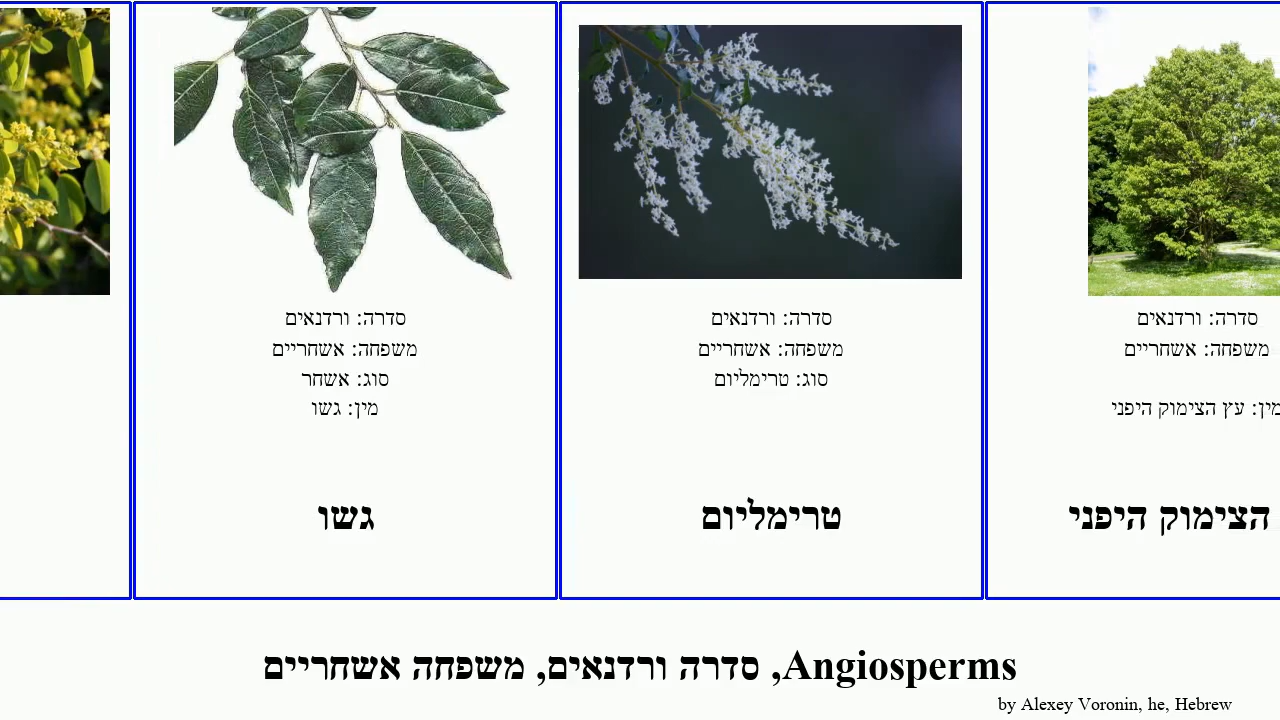 סדרה: ורדנאים
משפחה: אשחריים
סוג: אשחר
מין: גשו
גשו
סדרה: ורדנאים
משפחה: אשחריים
סוג: טרימליום
טרימליום
סדרה: ורדנאים
משפחה: אשחריים
מין: עץ הצימוק היפני
הצימוק היפני
Angiosperms, סדרה ורדנאים, משפחה אשחריים
by Alexey Voronin, he, Hebrew